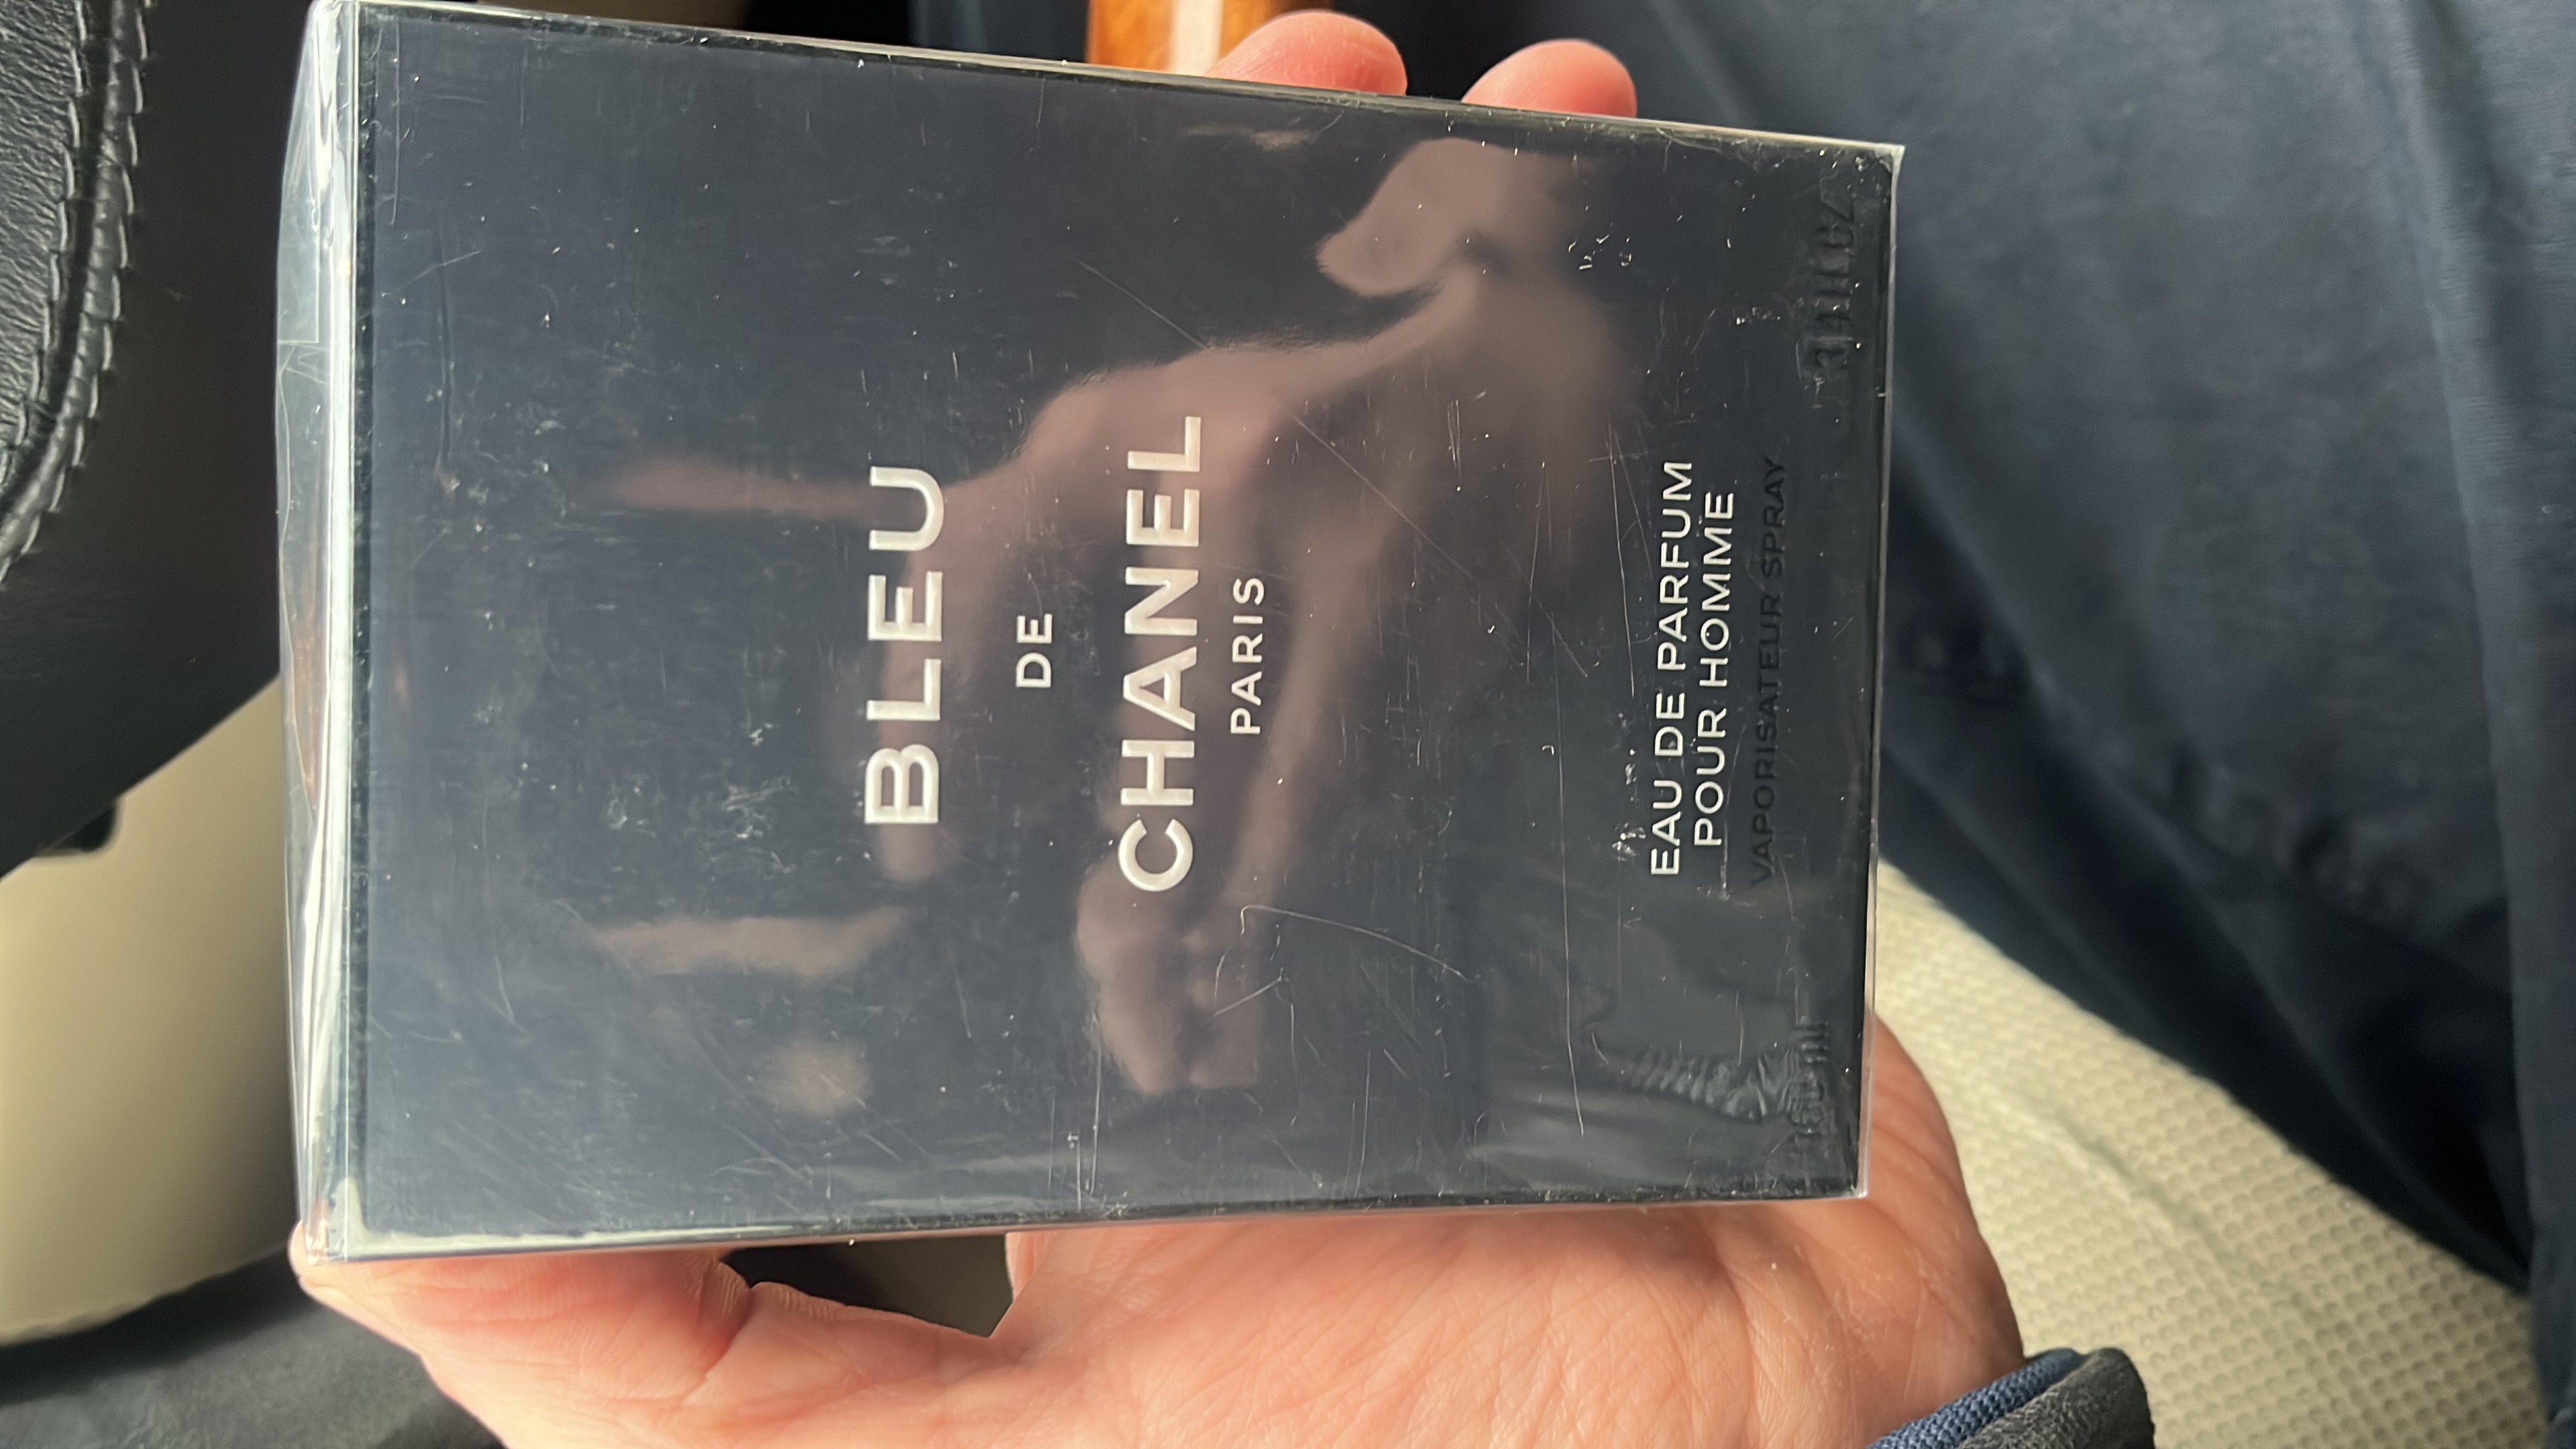 BLEU
DE
CHANEL
PARIS
EAU DE PARFUM
POUR HOMME
VAPORISATEUR SPRAY